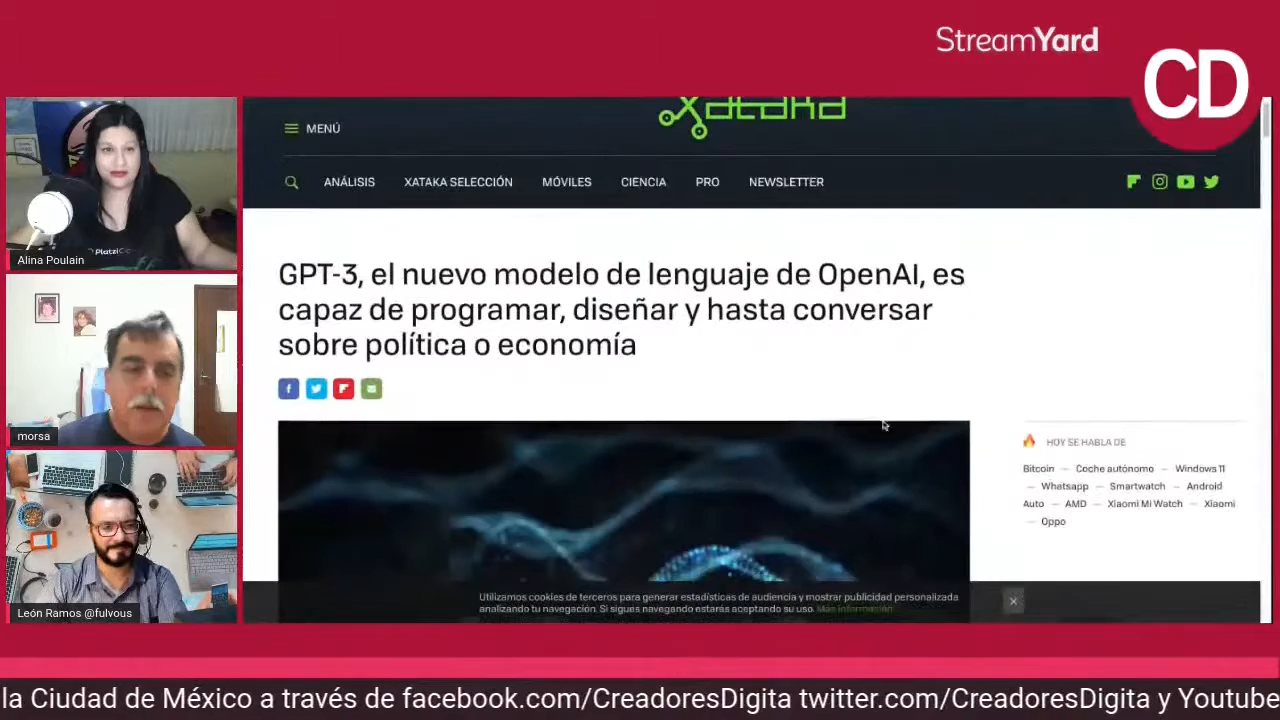 StreamYard
CD
xataka
MENÚ
ANÁLISIS XATAKA SELECCIÓN MÓVILES CIENCIA PRO NEWSLETTER
GPT-3, el nuevo modelo de lenguaje de OpenAI, es
capaz de programar, diseñar y hasta conversar
sobre política o economía
HOY SE HABLA DE
Bitcoin — Coche autónomo — Windows 11
— Whatsapp — Smartwatch — Android
Auto — AMD — Xiaomi Mi Watch — Xiaomi
— Oppo
Utilizamos cookies de terceros para generar estadísticas de audiencia y mostrar publicidad personalizada
analizando tu navegación. Si sigues navegando estarás aceptando su uso. Más información
Platzi
Alina Poulain
morsa
León Ramos @fulvous
la Ciudad de México a través de facebook.com/CreadoresDigita twitter.com/CreadoresDigita y Youtube